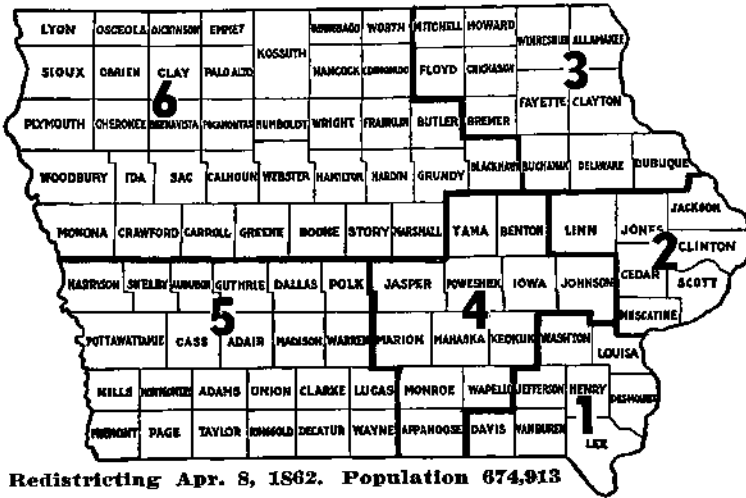 LYON OSCEOLA DICKINSON EMMET WINNEBAGO WORTH MITCHELL HOWARD WINNESHIEK ALLAMAKEE
KOSSUTH
SIOUX OBRIEN CLAY PALO ALTO HANCOCK FLOYD CHICKASAW
6 3
PLYMOUTH CHEROKEE BUENAVISTA POCAHONTAS HUMBOLDT WRIGHT FRANKLIN BUTLER BREMER FAYETTE CLAYTON
WOODBURY IDA SAC CALHOUN WEBSTER HAMILTON HARDIN GRUNDY BLACKHAWK BUCHANAN DELAWARE DUBUQUE
MONONA CRAWFORD CARROLL GREENE BOONE STORY MARSHALL TAMA BENTON LINN JONES JACKSON
2 CLINTON
HARRISON SHELBY AUDUBON GUTHRIE DALLAS POLK JASPER POWESHIEK IOWA JOHNSON CEDAR SCOTT
5 4 MUSCATINE
POTTAWATTAMIE CASS ADAIR MADISON WARREN MARION MAHASKA KEOKUK WASHTON LOUISA
MILLS MONTGOMERY ADAMS UNION CLARKE LUCAS MONROE WAPELLO JEFFERSON HENRY DESMOINES
1
FREMONT PAGE TAYLOR RINGGOLD DECATUR WAYNE APPANOOSE DAVIS VANBUREN LEE
Redistricting Apr. 8, 1862. Population 674,913